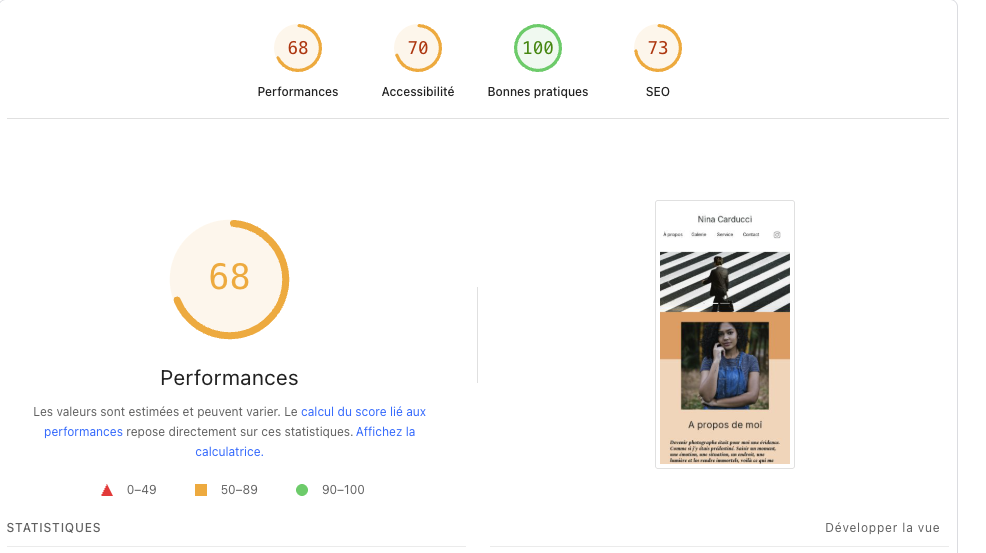 68
70
100
73
Performances
Accessibilité
Bonnes pratiques
SEO
68
Performances
Les valeurs sont estimées et peuvent varier. Le calcul du score lié aux
performances repose directement sur ces statistiques. Affichez la
calculatrice.
0–49
50–89
90–100
Nina Carducci
A propos
Galerie
Service
Contact
A propos de moi
Devenir photographe était pour moi une évidence.
Comme si j'y étais prédestiné. Saisir un moment,
une émotion, une situation, un endroit, une
lumière et les rendre immortels, voilà ce qui me
STATISTIQUES
Développer la vue